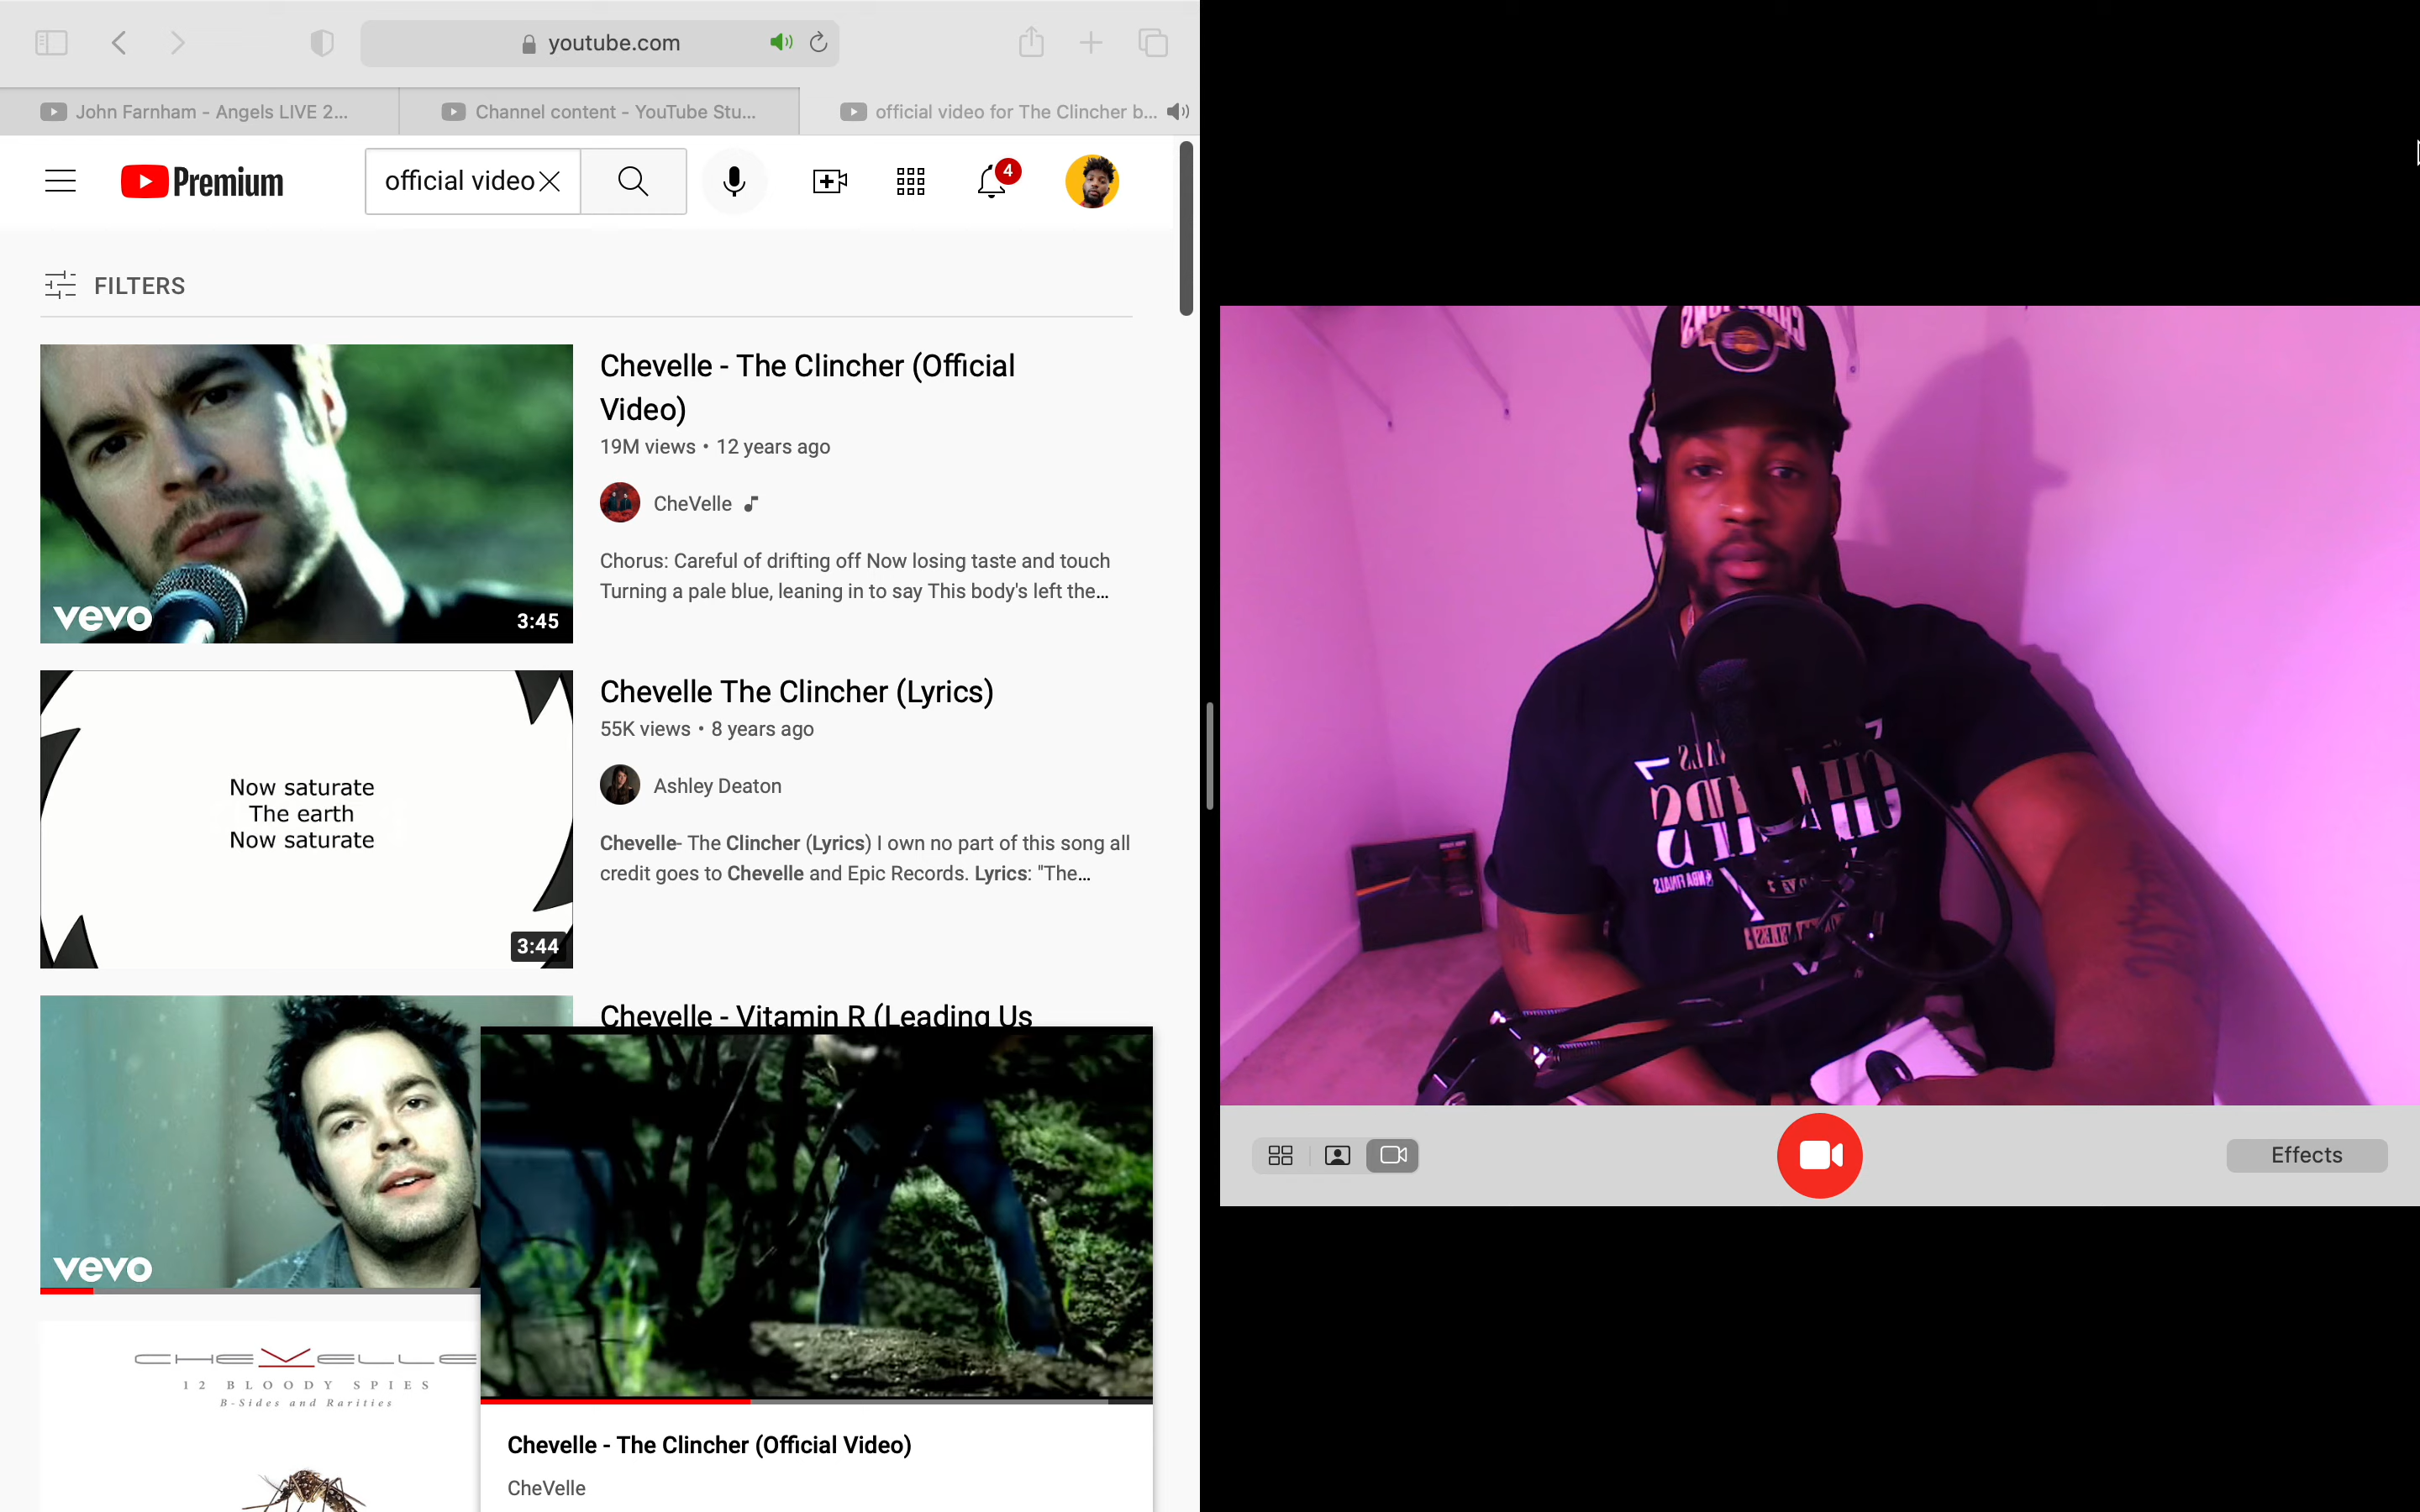 youtube.com
John Farnham - Angels LIVE 2...
Channel content - YouTube Stu...
official video for The Clincher b...
Premium
official video
4
FILTERS
vevo
3:45
Chevelle - The Clincher (Official
Video)
19M views • 12 years ago
CheVelle
Chorus: Careful of drifting off Now losing taste and touch
Turning a pale blue, leaning in to say This body's left the...
Now saturate
The earth
Now saturate
3:44
Chevelle The Clincher (Lyrics)
55K views • 8 years ago
Ashley Deaton
Chevelle- The Clincher (Lyrics) I own no part of this song all
credit goes to Chevelle and Epic Records. Lyrics: "The...
vevo
Chevelle - Vitamin R (Leading Us
CHEVELLE
12 BLOODY SPIES
B-Sides and Rarities
Chevelle - The Clincher (Official Video)
CheVelle
CHAMPIONS
NBA FINALS
Effects